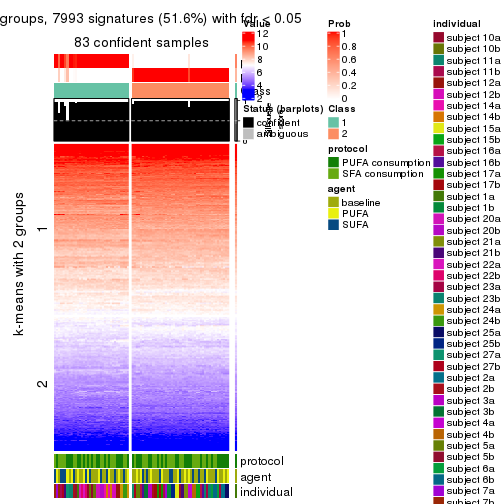 groups, 7993 signatures (51.6%) with fdr < 0.05
83 confident samples
k-means with 2 groups
1
2
protocol
agent
individual
Value
12
10
8
6
4
2
Status (barplots)
confident
ambiguous
Prob
1
0.8
0.6
0.4
0.2
0
Class
1
2
protocol
PUFA consumption
SFA consumption
agent
baseline
PUFA
SUFA
individual
subject 10a
subject 10b
subject 11a
subject 11b
subject 12a
subject 12b
subject 14a
subject 14b
subject 15a
subject 15b
subject 16a
subject 16b
subject 17a
subject 17b
subject 1a
subject 1b
subject 20a
subject 20b
subject 21a
subject 21b
subject 22a
subject 22b
subject 23a
subject 23b
subject 24a
subject 24b
subject 25a
subject 25b
subject 27a
subject 27b
subject 2a
subject 2b
subject 3a
subject 3b
subject 4a
subject 4b
subject 5a
subject 5b
subject 6a
subject 6b
subject 7a
subject 7b